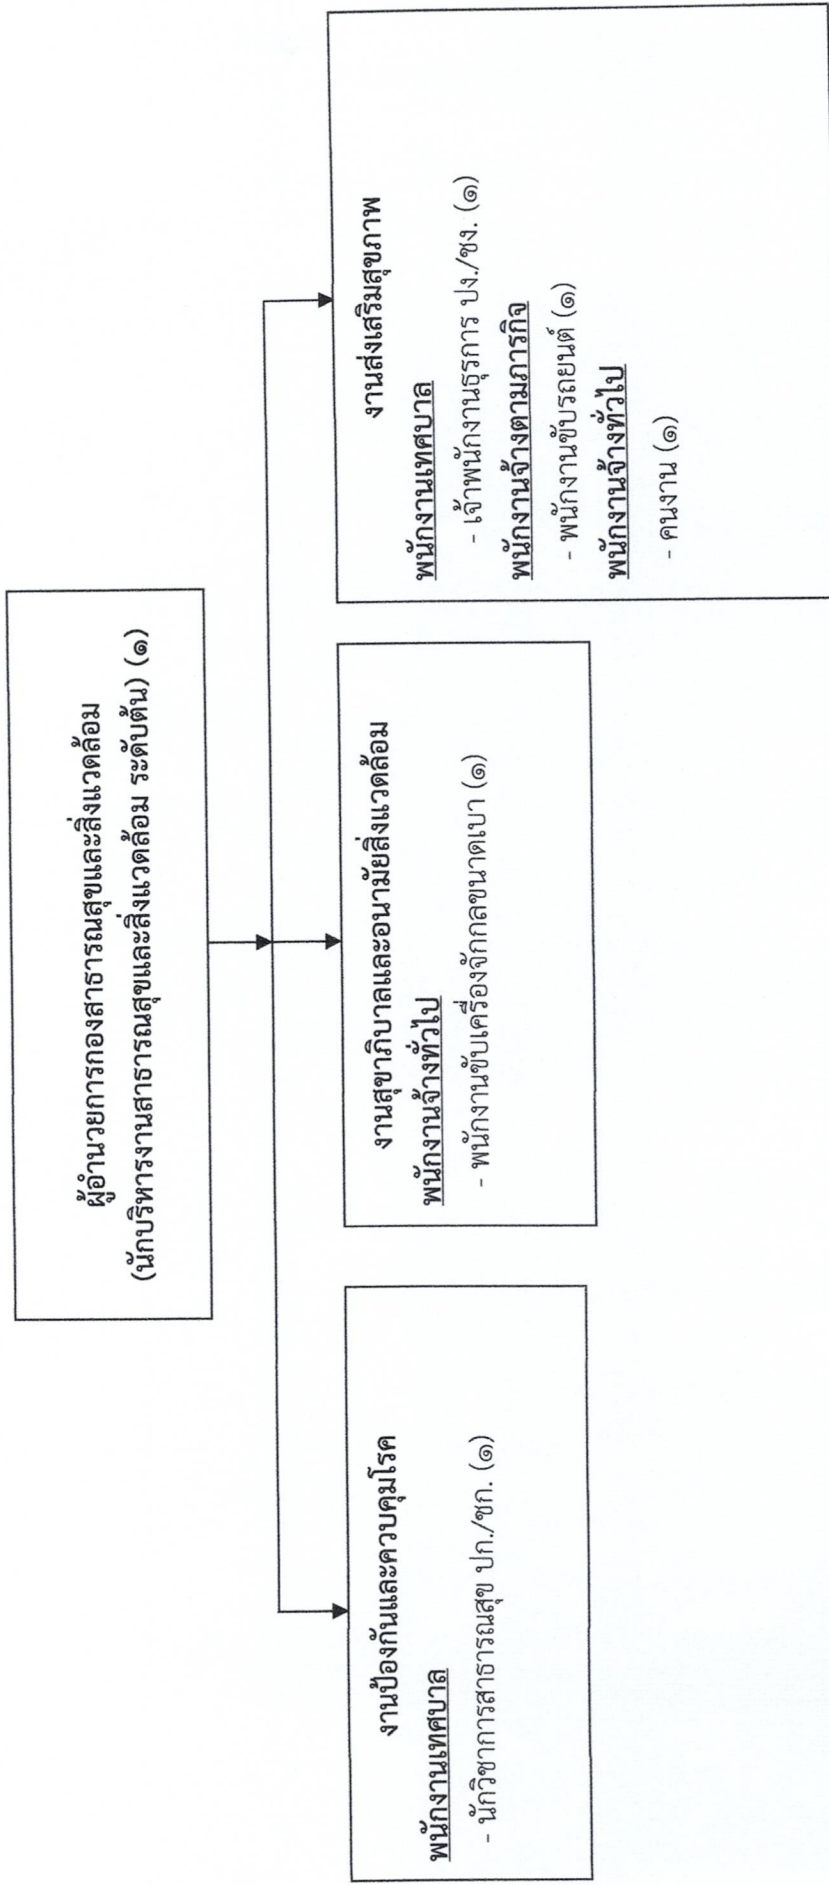 ผู้อำนวยการกองสาธารณสุขและสิ่งแวดล้อม
(นักบริหารงานสาธารณสุขและสิ่งแวดล้อม ระดับต้น) (๑)
งานป้องกันและควบคุมโรค
พนักงานเทศบาล
- นักวิชาการสาธารณสุข ปก./ชก. (๑)
งานสุขาภิบาลและอนามัยสิ่งแวดล้อม
พนักงานจ้างทั่วไป
- พนักงานขับเครื่องจักกลขนาดเบา (๑)
งานส่งเสริมสุขภาพ
พนักงานเทศบาล
- เจ้าพนักงานธุรการ ปง./ชง. (๑)
พนักงานจ้างตามภารกิจ
- พนักงานขับรถยนต์ (๑)
พนักงานจ้างทั่วไป
- คนงาน (๑)